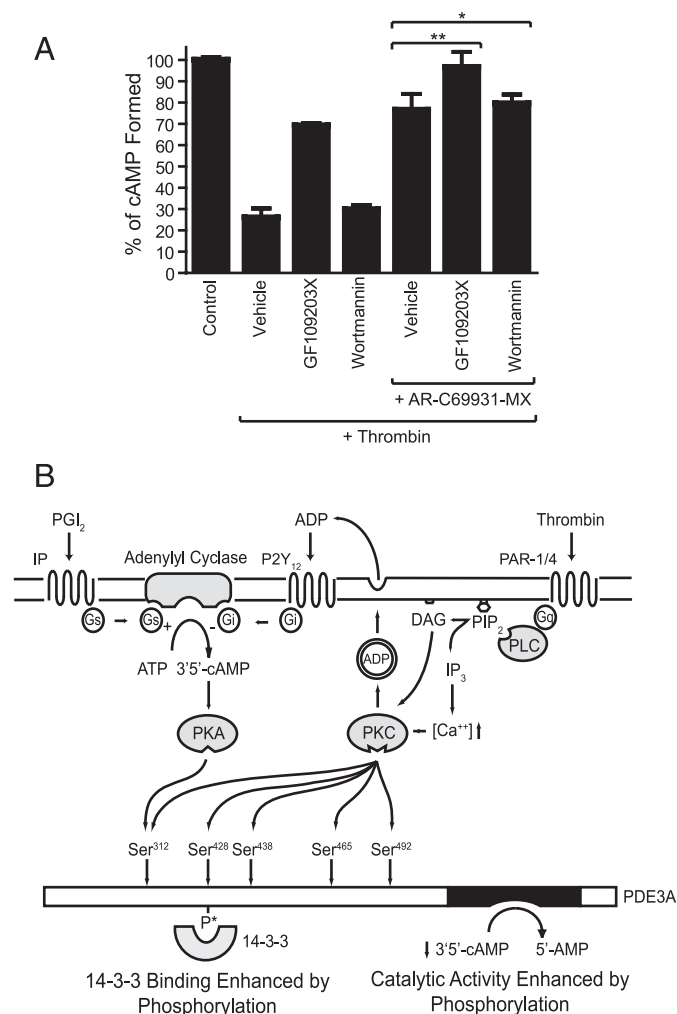 A
* 
**
% of cAMP Formed
100
90
80
70
60
50
40
30
20
10
0
Control
Vehicle
GF109203X
Wortmannin
Vehicle
GF109203X
Wortmannin
+ AR-C69931-MX
+ Thrombin
B
PGI2
ADP
Thrombin
IP
Adenylyl Cyclase
P2Y12
PAR-1/4
Gs
Gs
+
-
Gi
Gi
DAG
PIP2
Gq
PLC
ATP
3'5'-cAMP
ADP
IP3
PKA
PKC
[Ca++]
Ser312
Ser428
Ser438
Ser465
Ser492
PDE3A
P*
14-3-3
3'5'-cAMP
5'-AMP
14-3-3 Binding Enhanced by
Phosphorylation
Catalytic Activity Enhanced by
Phosphorylation